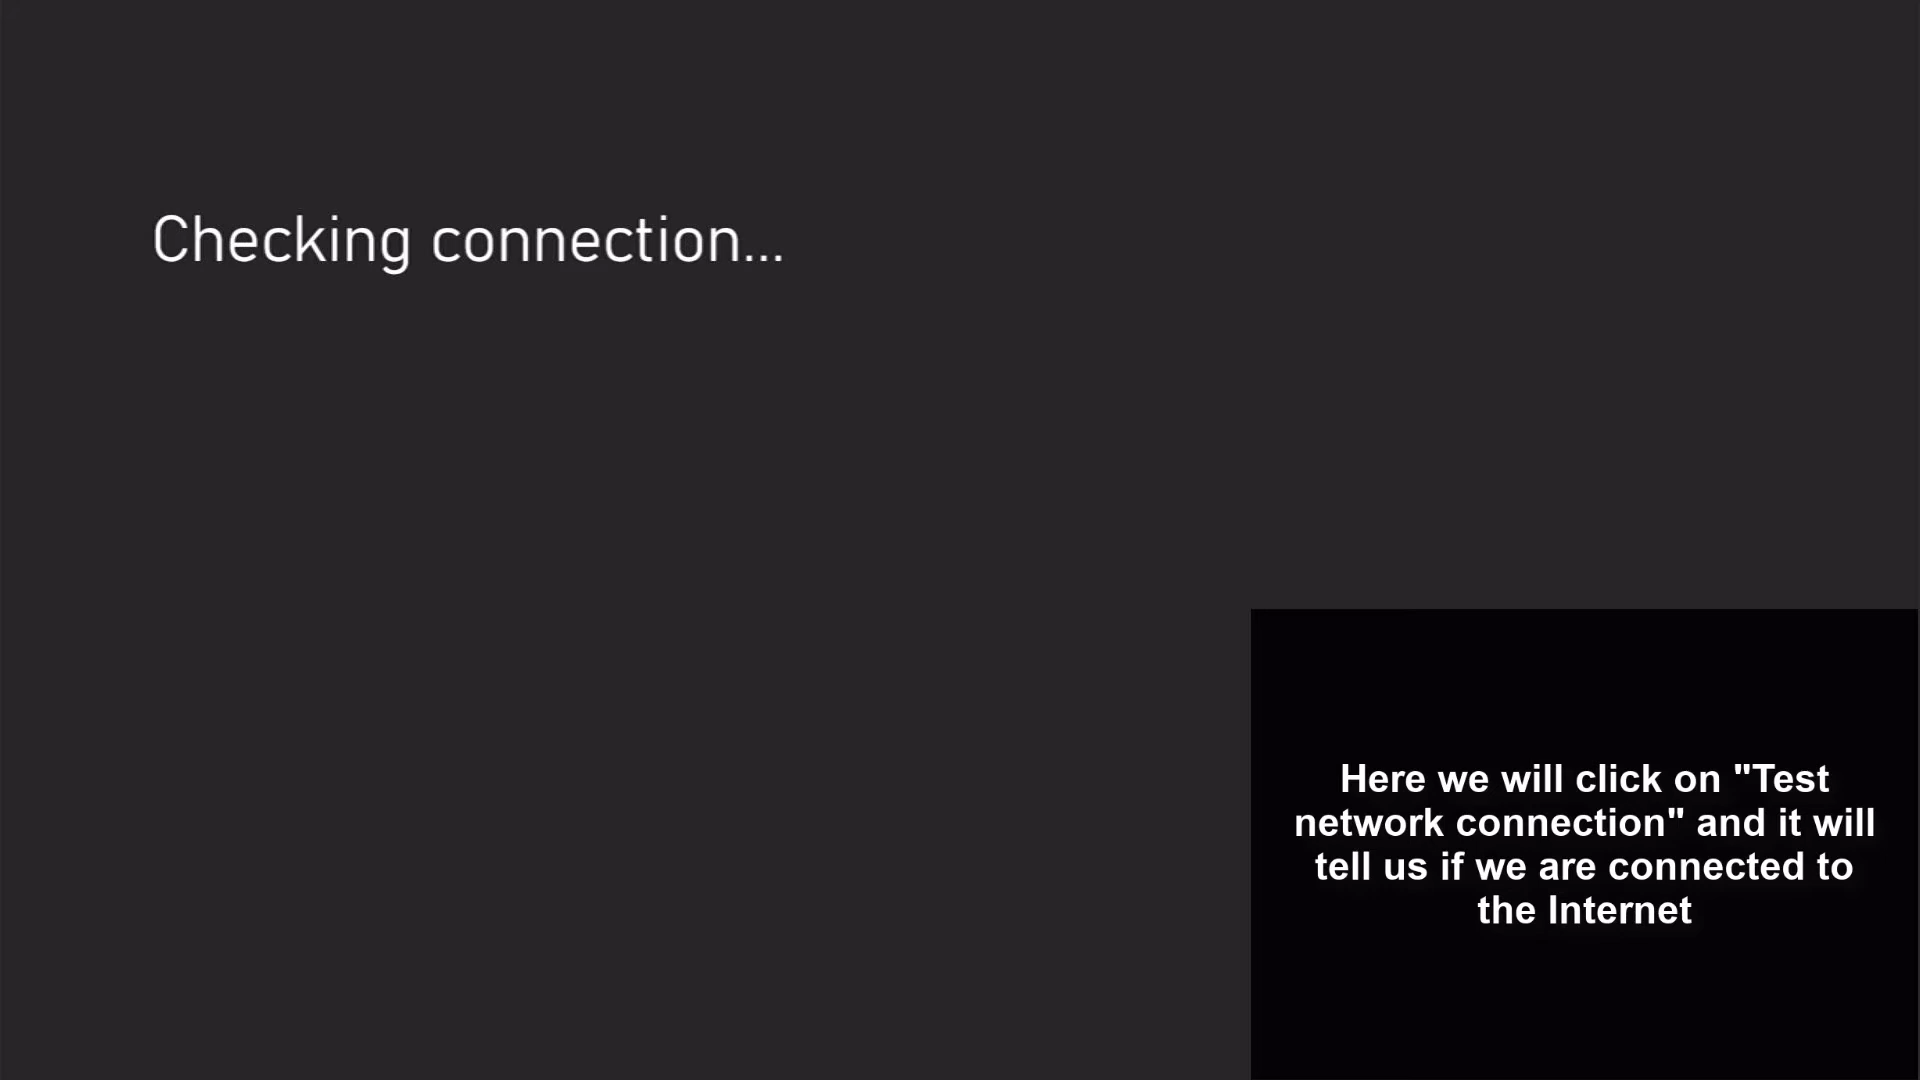 Checking connection...
Here we will click on "Test
network connection" and it will
tell us if we are connected to
the Internet